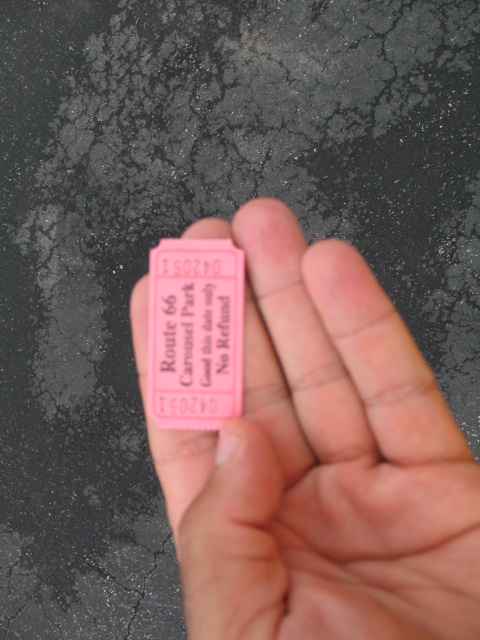 042051
Route 66
Carousel Park
Good this date only
No Refund
042051